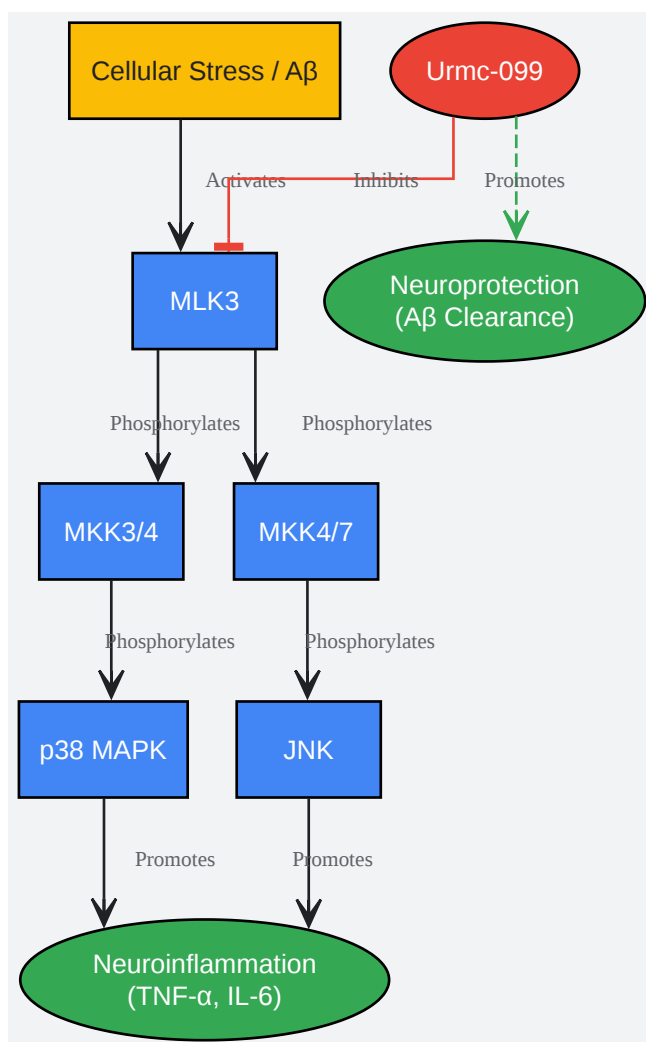 Cellular Stress / Aβ
Urmc-099
Activates
Inhibits
Promotes
MLK3
Neuroprotection
(Aβ Clearance)
Phosphorylates
Phosphorylates
MKK3/4
MKK4/7
Phosphorylates
Phosphorylates
p38 MAPK
JNK
Promotes
Promotes
Neuroinflammation
(TNF-α, IL-6)